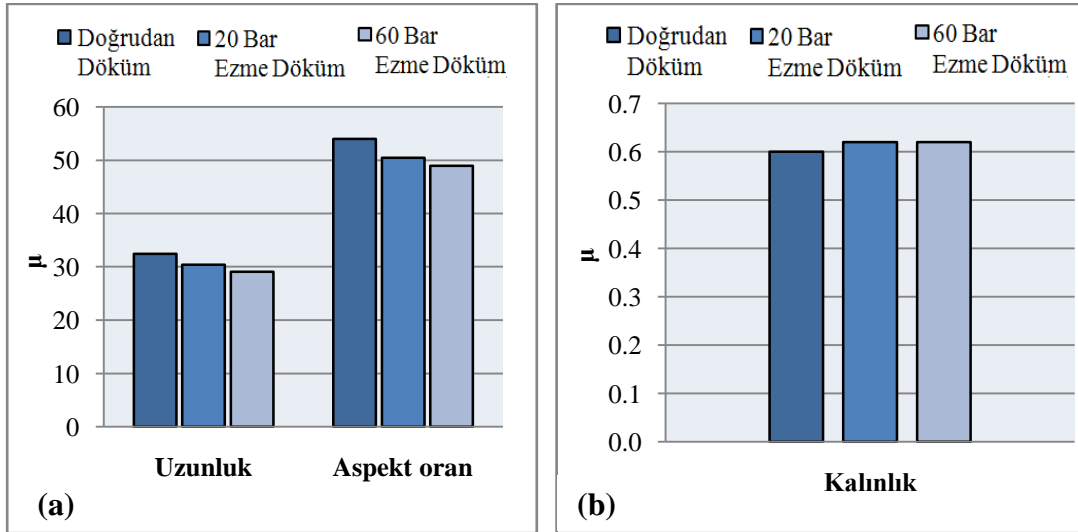 Doğrudan Döküm
20 Bar Ezme Döküm
60 Bar Ezme Döküm
60
50
40
30
20
10
0
µ
Uzunluk
Aspekt oran
(a)
Doğrudan Döküm
20 Bar Ezme Döküm
60 Bar Ezme Döküm
0.7
0.6
0.5
0.4
0.3
0.2
0.1
0.0
µ
Kalınlık
(b)